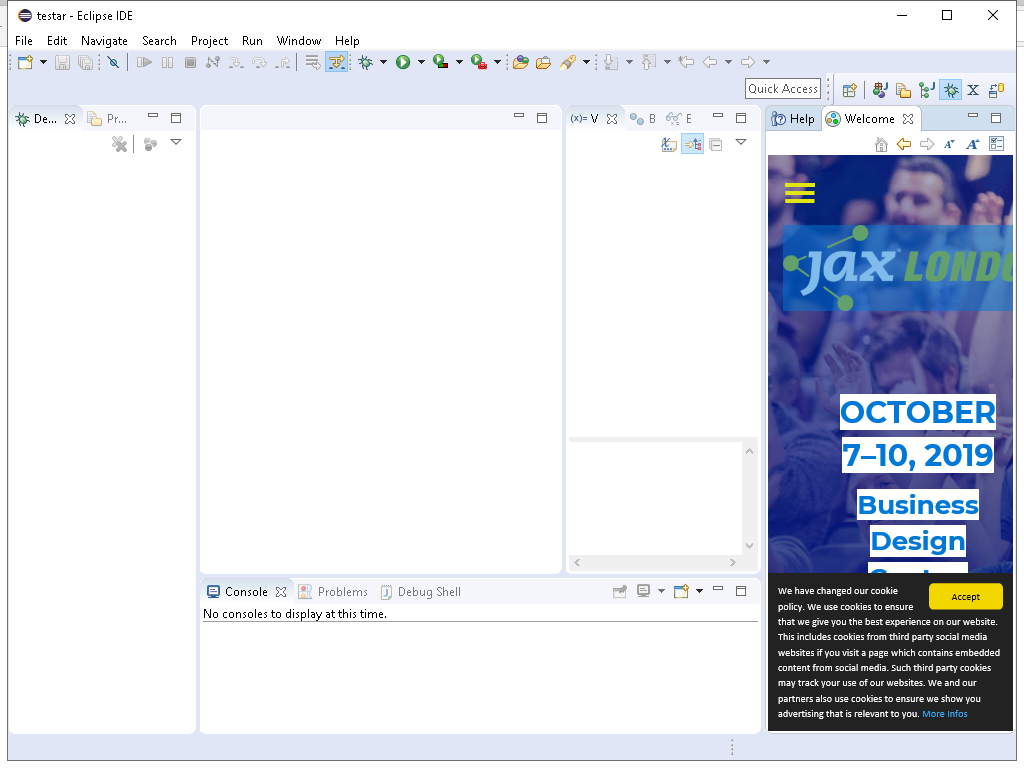 testar - Eclipse IDE
File Edit Navigate Search Project Run Window Help
Quick Access
De...
Pr...
(x)= V
B
E
Help
Welcome
jax LONDO
OCTOBER
7–10, 2019
Business
Design
We have changed our cookie
policy. We use cookies to ensure
that we give you the best experience on our website.
This includes cookies from third party social media
websites if you visit a page which contains embedded
content from social media. Such third party cookies
may track your use of our websites. We and our
partners also use cookies to ensure we show you
advertising that is relevant to you. More Infos
Accept
Console
Problems
Debug Shell
No consoles to display at this time.